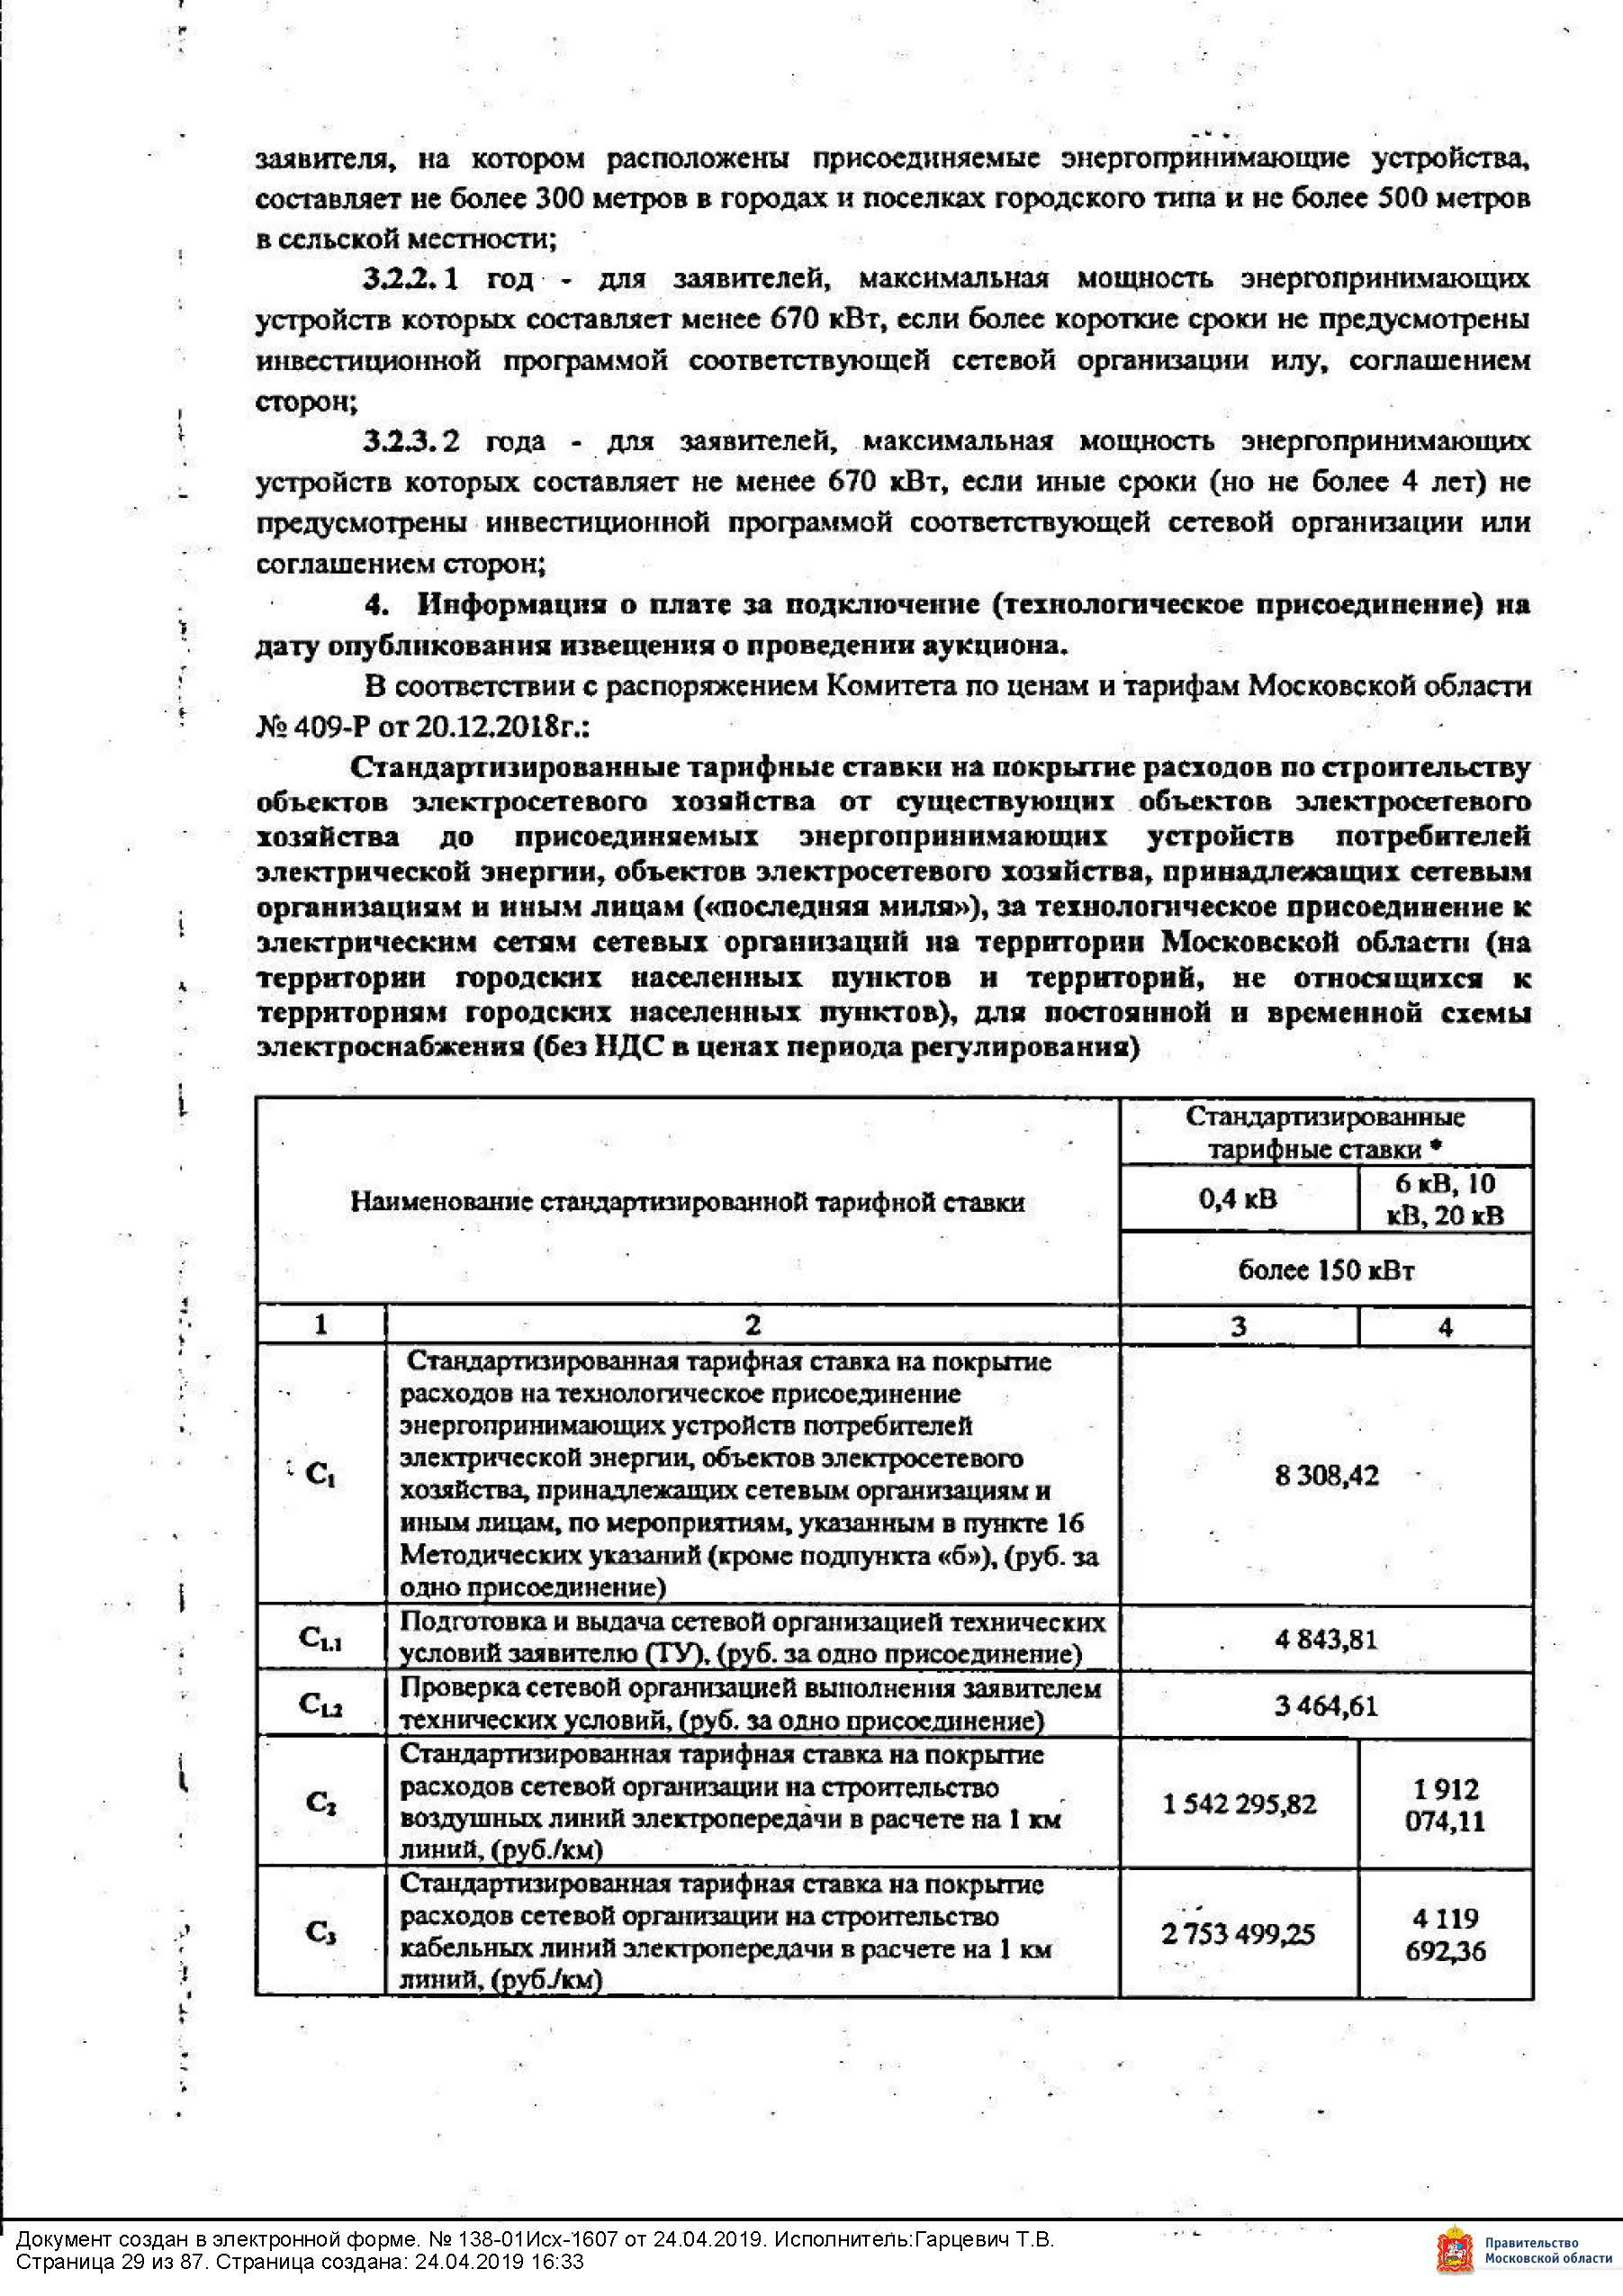 заявителя, на котором расположены присоединяемые энергопринимающие устройства,
составляет не более 300 метров в городах и поселках городского типа и не более 500 метров
в сельской местности;
3.2.2. 1 год - для заявителей, максимальная мощность энергопринимающих
устройств которых составляет менее 670 кВт, если более короткие сроки не предусмотрены
инвестиционной программой соответствующей сетевой организации илу, соглашением
сторон;
3.2.3. 2 года - для заявителей, максимальная мощность энергопринимающих
устройств которых составляет не менее 670 кВт, если иные сроки (но не более 4 лет) не
предусмотрены инвестиционной программой соответствующей сетевой организации или
соглашением сторон;
4. Информация о плате за подключение (технологическое присоединение) на
дату опубликования извещения о проведении аукциона.
В соответствии с распоряжением Комитета по ценам и тарифам Московской области
№ 409-Р от 20.12.2018г.:
Стандартизированные тарифные ставки на покрытие расходов по строительству
объектов электросетевого хозяйства от существующих объектов электросетевого
хозяйства до присоединяемых энергопринимающих устройств потребителей
электрической энергии, объектов электросетевого хозяйства, принадлежащих сетевым
организациям и иным лицам («последняя миля»), за технологическое присоединение к
электрическим сетям сетевых организаций на территории Московской области (на
территории городских населенных пунктов и территорий, не относящихся к
территориям городских населенных пунктов), для постоянной и временной схемы
электроснабжения (без НДС в ценах периода регулирования)
Наименование стандартизированной тарифной ставки
Стандартизированные
тарифные ставки *
0,4 кВ
6 кВ, 10
кВ, 20 кВ
более 150 кВт
1 2 3 4
С1
Стандартизированная тарифная ставка на покрытие
расходов на технологическое присоединение
энергопринимающих устройств потребителей
электрической энергии, объектов электросетевого
хозяйства, принадлежащих сетевым организациям и
иным лицам, по мероприятиям, указанным в пункте 16
Методических указаний (кроме подпункта «б»), (руб. за
одно присоединение)
8 308,42
С1.1
Подготовка и выдача сетевой организацией технических
условий заявителю (ТУ), (руб. за одно присоединение)
4 843,81
С1.2
Проверка сетевой организацией выполнения заявителем
технических условий, (руб. за одно присоединение)
3 464,61
С2
Стандартизированная тарифная ставка на покрытие
расходов сетевой организации на строительство
воздушных линий электропередачи в расчете на 1 км
линий, (руб./км)
1 542 295,82
1 912
074,11
С3
Стандартизированная тарифная ставка на покрытие
расходов сетевой организации на строительство
кабельных линий электропередачи в расчете на 1 км
линий, (руб./км)
2 753 499,25
4 119
692,36
Документ создан в электронной форме. № 138-01Исх-1607 от 24.04.2019. Исполнитель:Гарцевич Т.В.
Страница 29 из 87. Страница создана: 24.04.2019 16:33
Правительство
Московской области